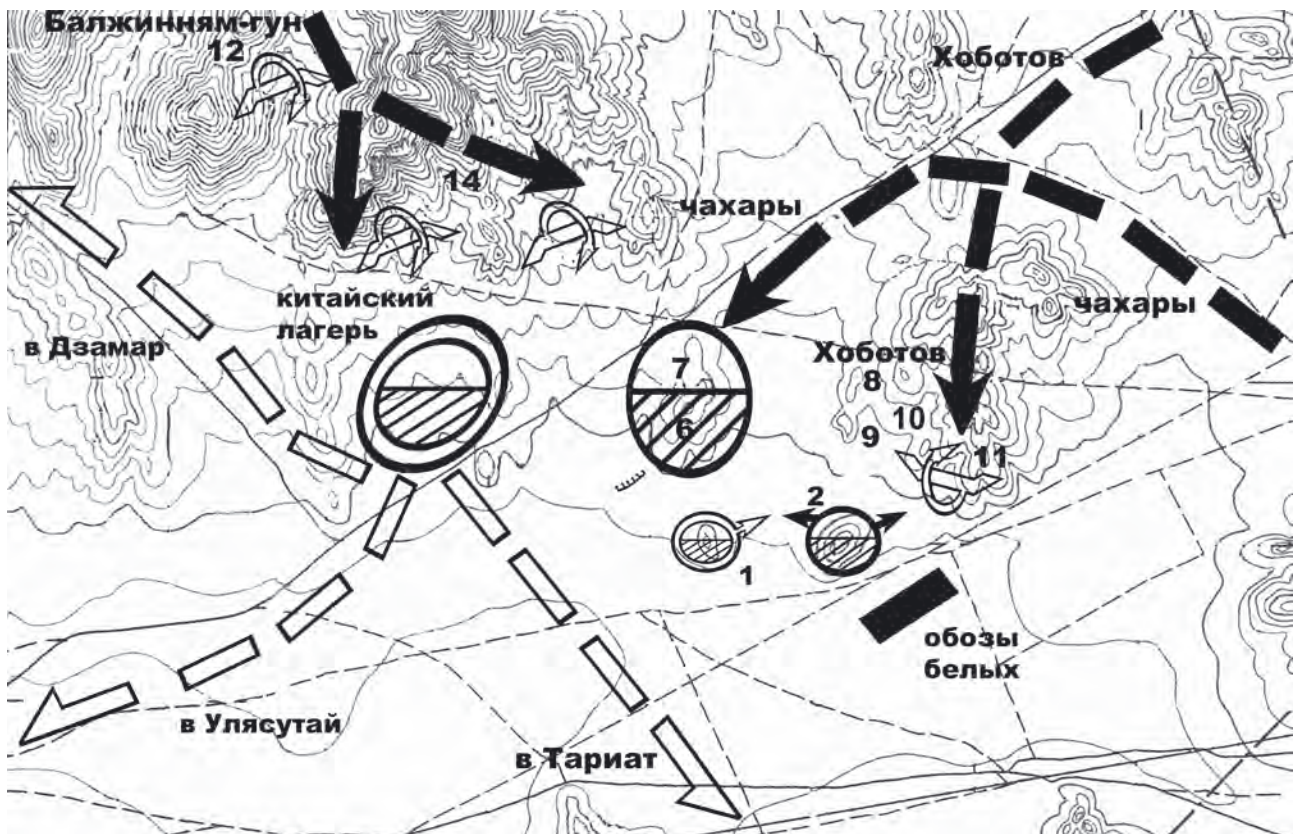 Балжинням-гун
12
Хоботов
14
чахары
китайский
лагерь
в Дзамар
чахары
Хоботов
7
8
6
9
10
11
2
1
обозы
белых
в Улясутай
в Тариат